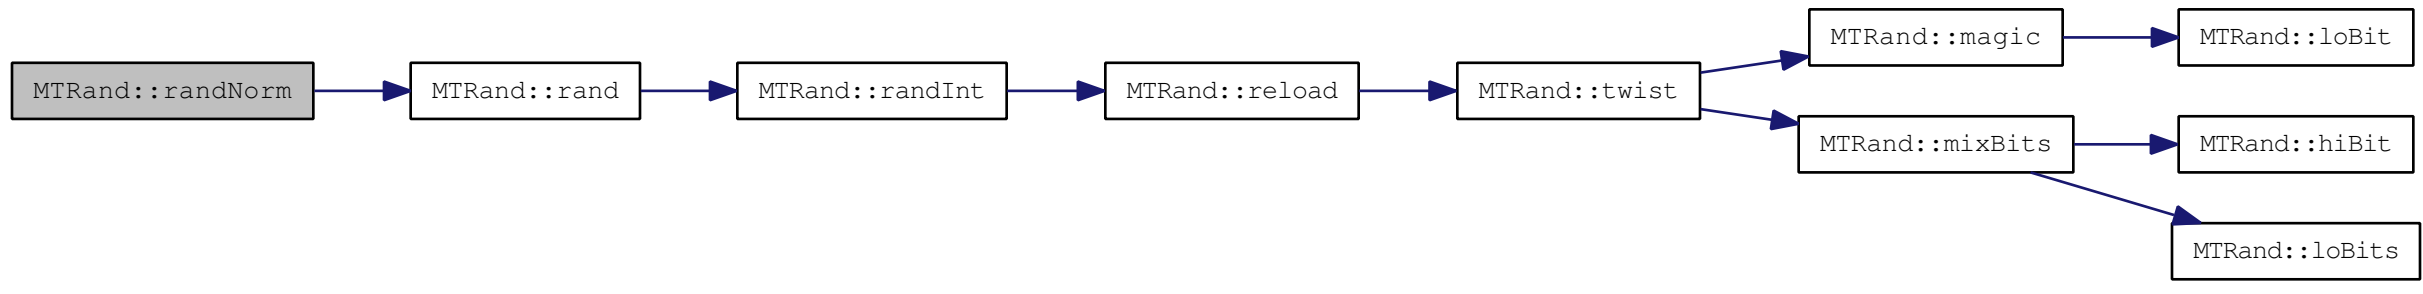 MTRand::randNorm
MTRand::rand
MTRand::randInt
MTRand::reload
MTRand::twist
MTRand::magic
MTRand::loBit
MTRand::mixBits
MTRand::hiBit
MTRand::loBits